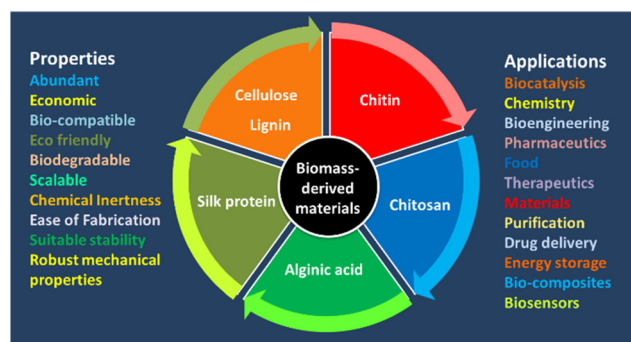 Properties
Abundant
Economic
Bio-compatible
Eco friendly
Biodegradable
Scalable
Chemical Inertness
Ease of Fabrication
Suitable stability
Robust mechanical
properties
Cellulose
Lignin
Chitin
Silk protein
Biomass-
derived
materials
Chitosan
Alginic acid
Applications
Biocatalysis
Chemistry
Bioengineering
Pharmaceutics
Food
Therapeutics
Materials
Purification
Drug delivery
Energy storage
Bio-composites
Biosensors